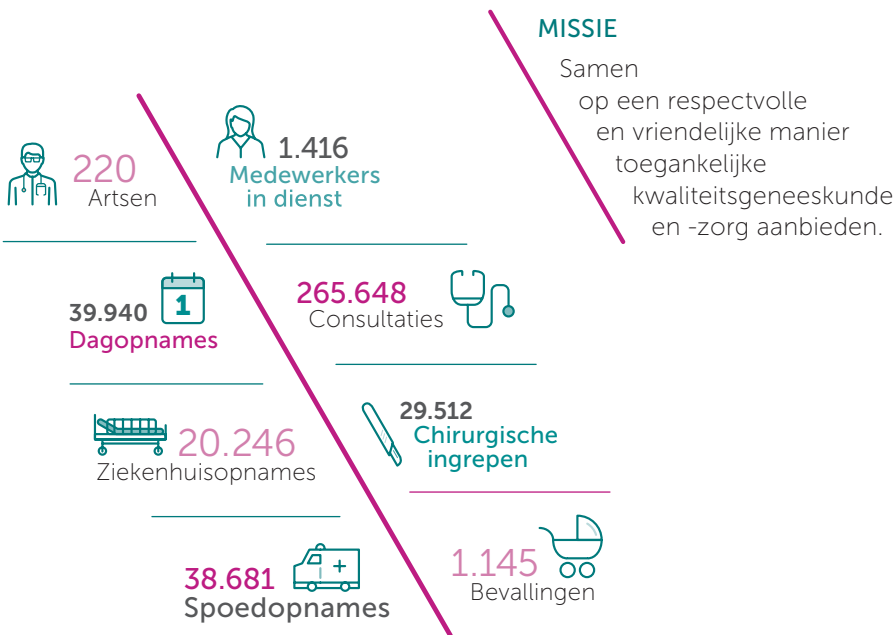 MISSIE
Samen
op een respectvolle
en vriendelijke manier
toegankelijke
kwaliteitsgeneeskunde
en -zorg aanbieden.
220
Artsen
1.416
Medewerkers
in dienst
39.940
1
Dagopnames
265.648
Consultaties
20.246
Ziekenhuisopnames
29.512
Chirurgische
ingrepen
38.681
Spoedopnames
1.145
Bevallingen